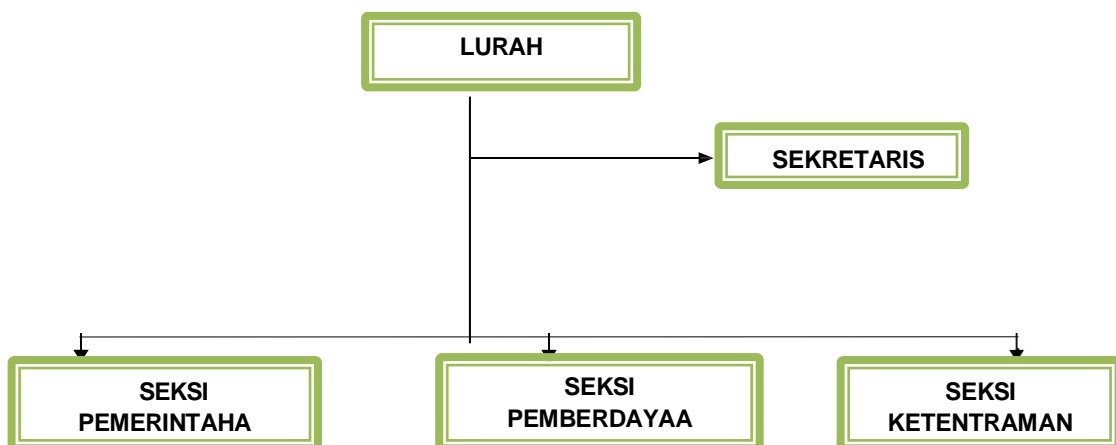 LURAH
SEKRETARIS
SEKSI
PEMERINTAHA
SEKSI
PEMBERDAYAA
SEKSI
KETENTRAMAN